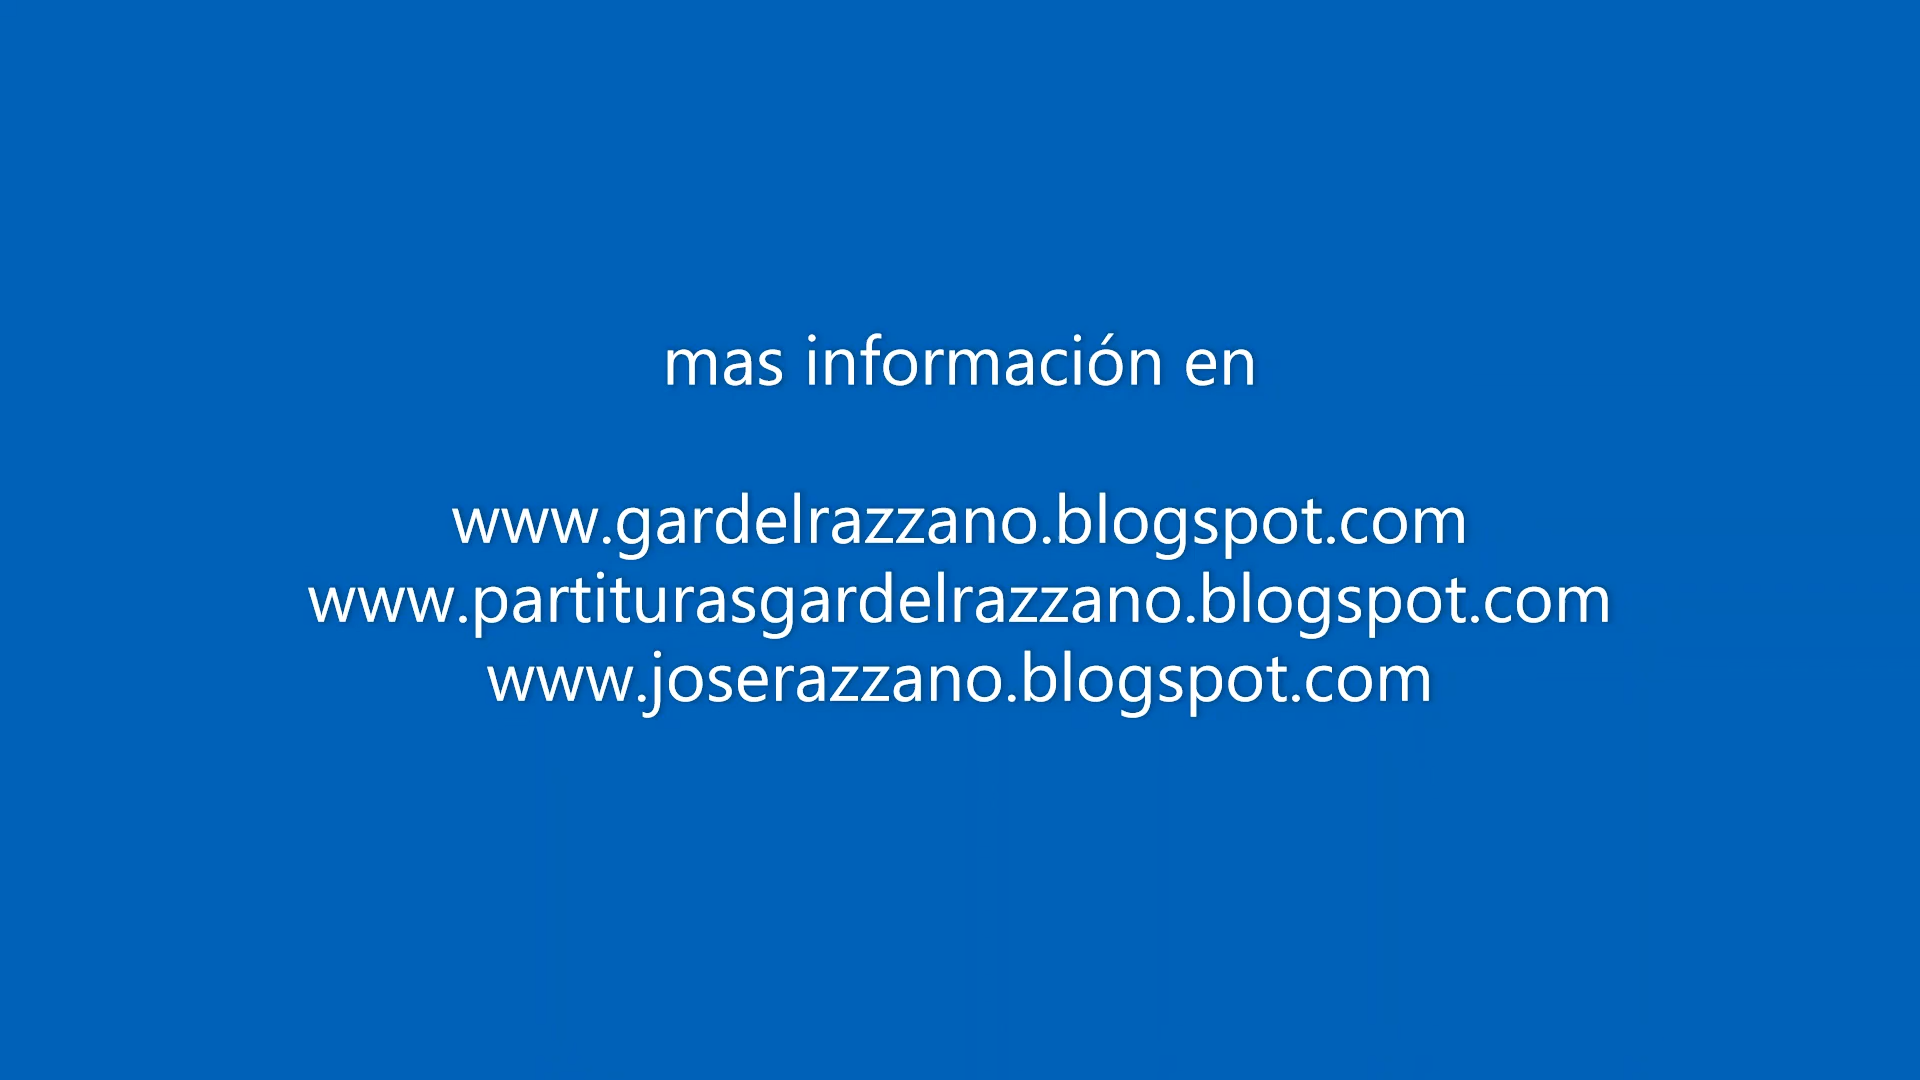 mas información en
www.gardelrazzano.blogspot.com
www.partiturasgardelrazzano.blogspot.com
www.joserazzano.blogspot.com